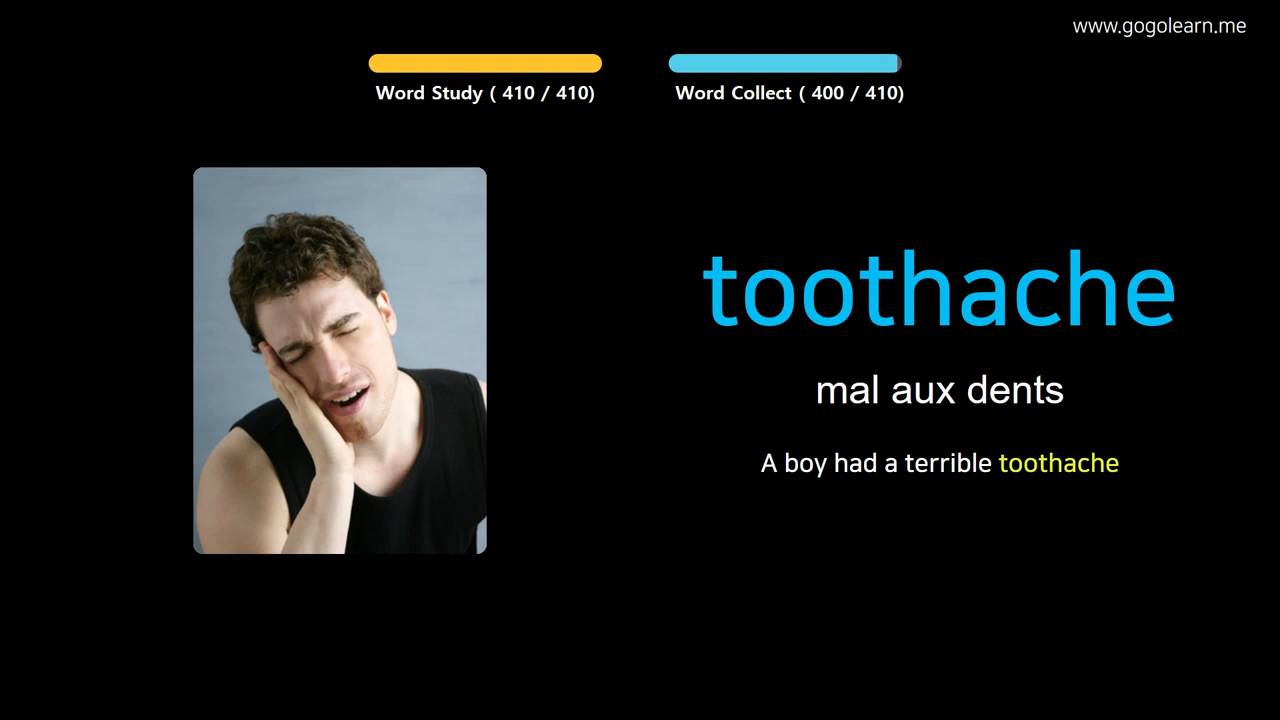 www.gogolearn.me
Word Study ( 410 / 410)
Word Collect ( 400 / 410)
toothache
mal aux dents
A boy had a terrible toothache